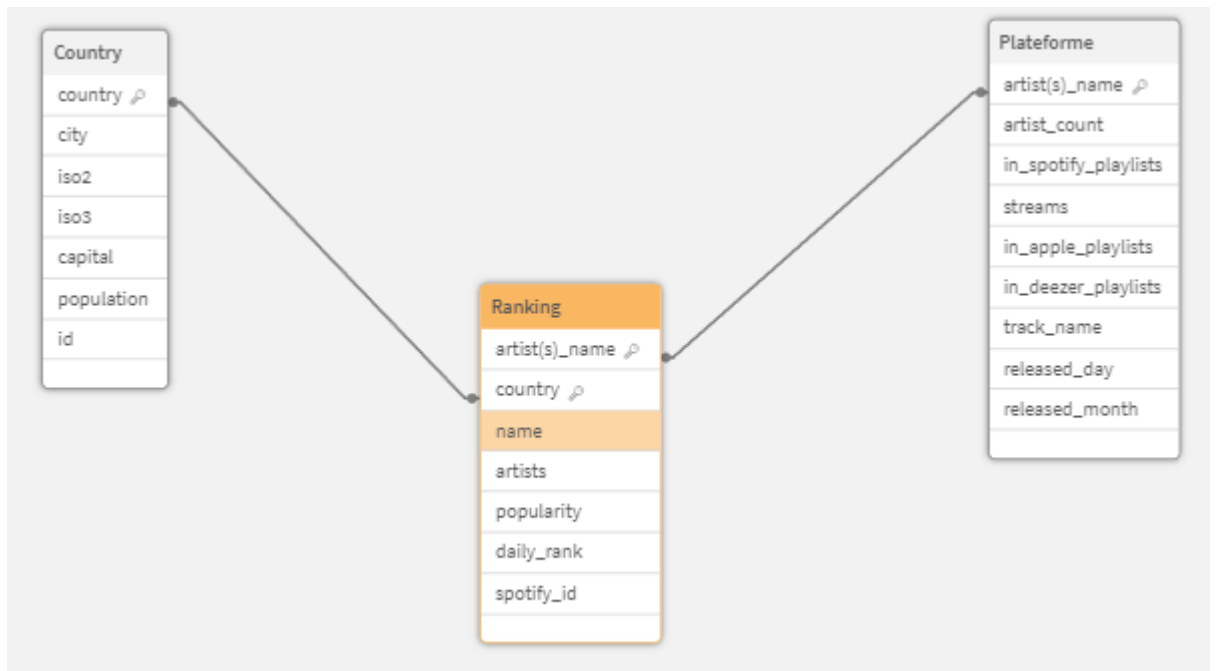 Country
country
city
iso2
iso3
capital
population
id
Ranking
artist(s)_name
country
name
artists
popularity
daily_rank
spotify_id
Plateforme
artist(s)_name
artist_count
in_spotify_playlists
streams
in_apple_playlists
in_deezer_playlists
track_name
released_day
released_month